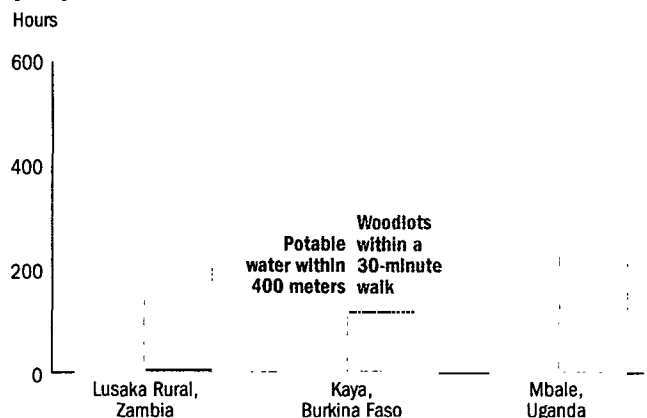 Hours
600
400
200
0
Woodlots
Potable within a
water within 30-minute
400 meters walk
Lusaka Rural,
Zambia
Kaya,
Burkina Faso
Mbale,
Uganda